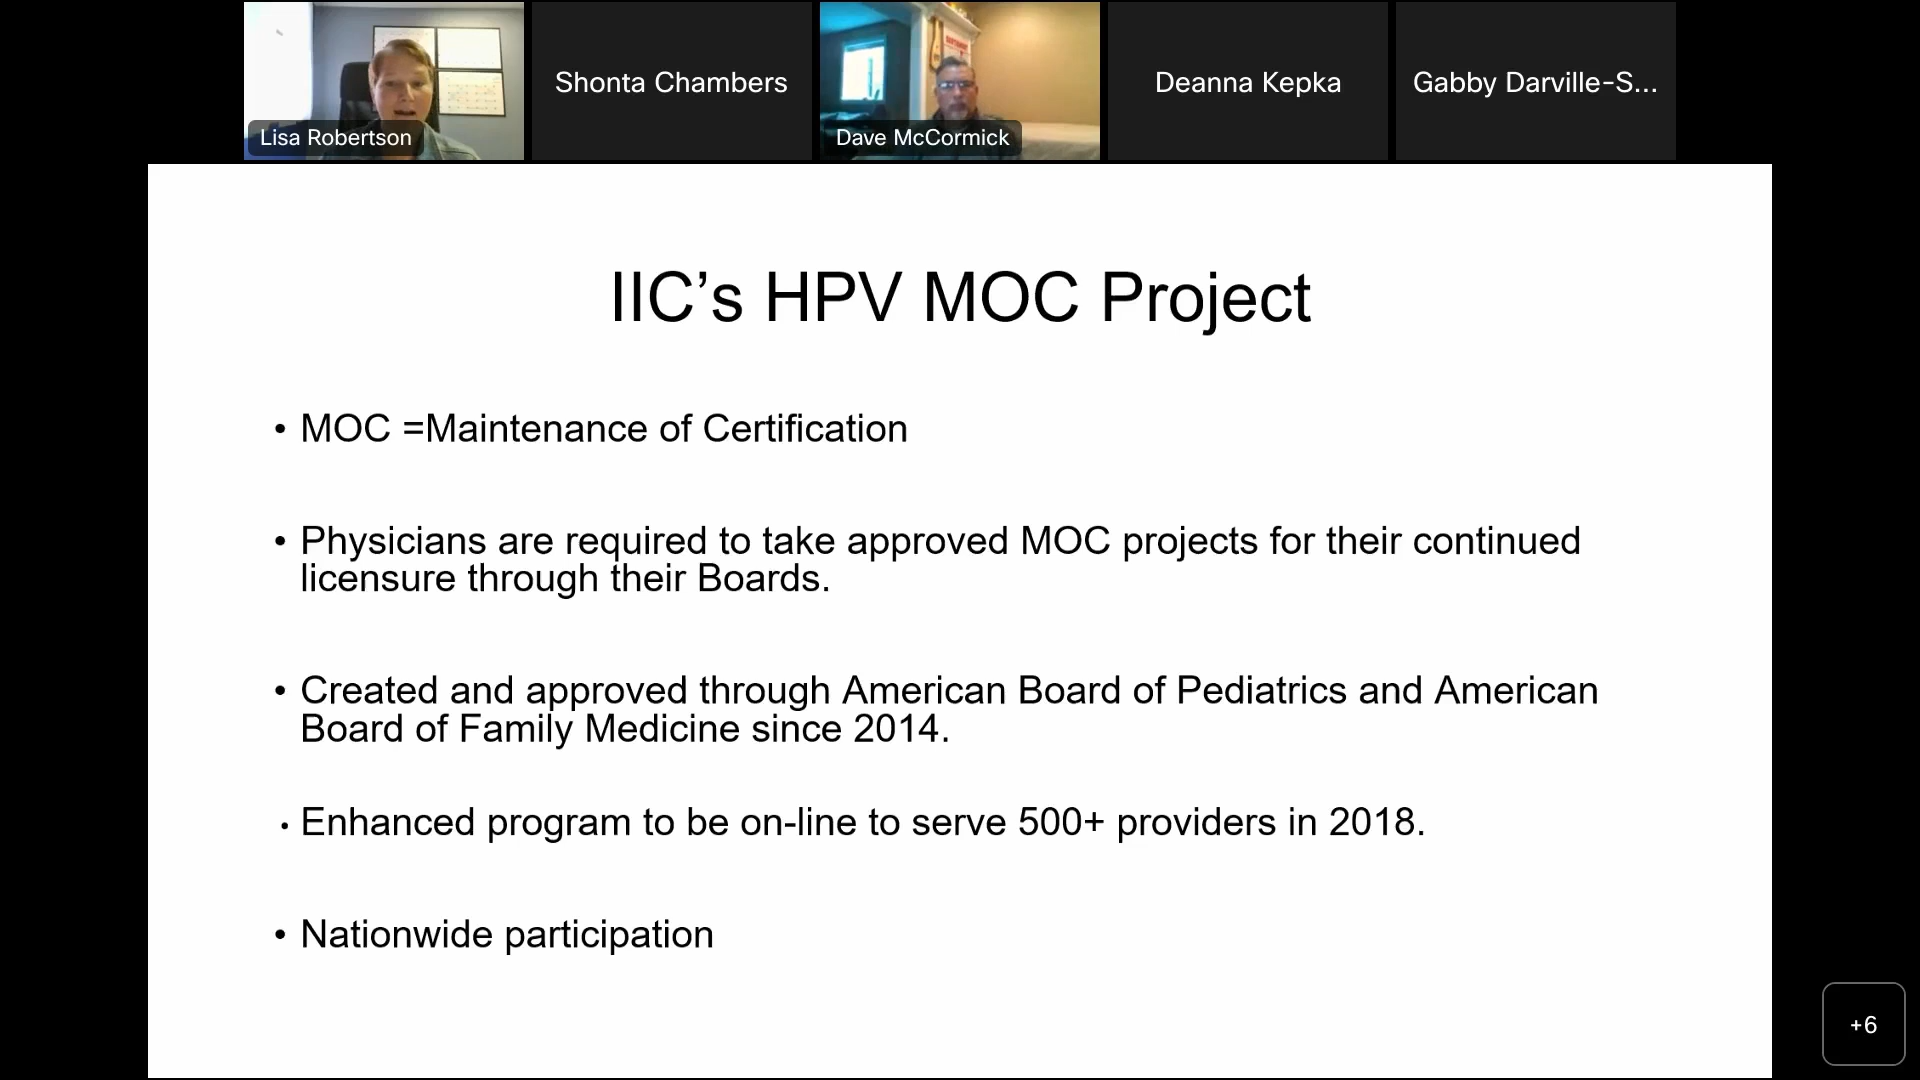 Lisa Robertson
Shonta Chambers
Dave McCormick
Deanna Kepka
Gabby Darville-S...
IIC’s HPV MOC Project
• MOC =Maintenance of Certification
• Physicians are required to take approved MOC projects for their continued
licensure through their Boards.
• Created and approved through American Board of Pediatrics and American
Board of Family Medicine since 2014.
• Enhanced program to be on-line to serve 500+ providers in 2018.
• Nationwide participation
+6